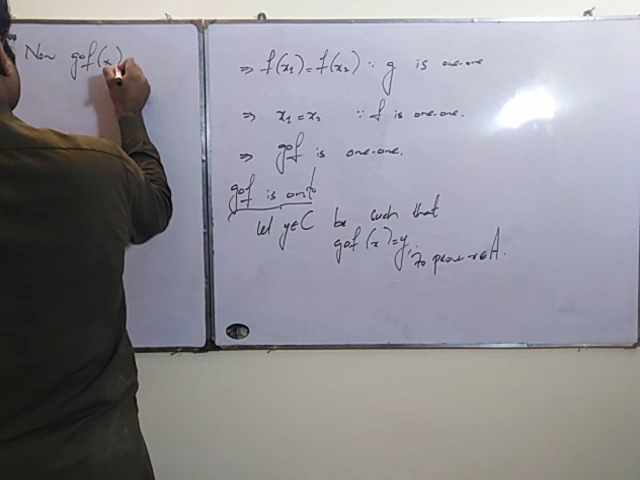 Now gof(x)
⇒ f(x₁) = f(x₂) ∵ g is one-one
⇒ x₁ = x₂ ∵ f is one-one.
⇒ gof is one-one.
gof is onto
let y∈C be such that
gof(x)=y, To prove x∈A.